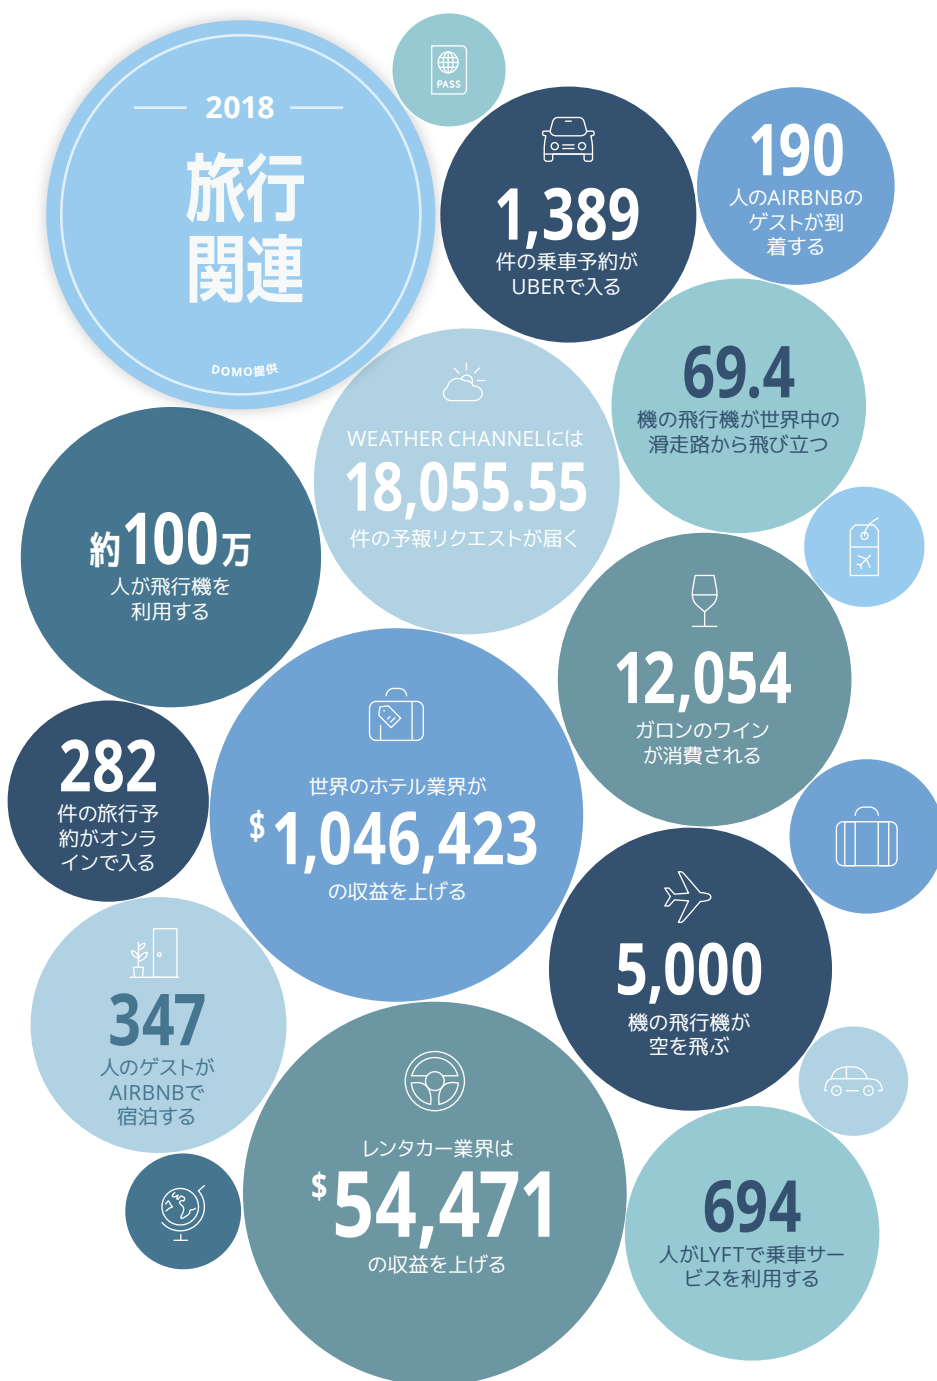 2018
旅行
関連
DOMO提供
PASS
1,389
件の乗車予約が
UBERで入る
190
人のAIRBNBの
ゲストが到
着する
69.4
機の飛行機が世界中の
滑走路から飛び立つ
WEATHER CHANNELには
18,055.55
件の予報リクエストが届く
約100万
人が飛行機を
利用する
12,054
ガロンのワイン
が消費される
282
件の旅行予
約がオンラ
インで入る
世界のホテル業界が
$1,046,423
の収益を上げる
5,000
機の飛行機が
空を飛ぶ
347
人のゲストが
AIRBNBで
宿泊する
レンタカー業界は
$54,471
の収益を上げる
694
人がLYFTで乗車サー
ビスを利用する